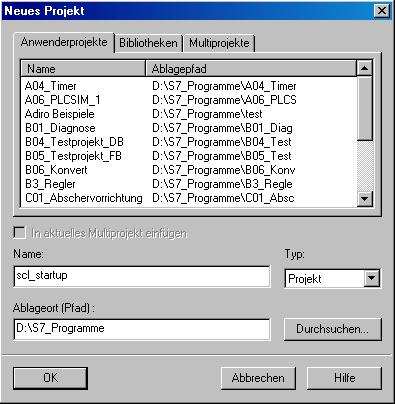 Neues Projekt
Anwenderprojekte Bibliotheken Multiprojekte
Name Ablagepfad
A04_Timer D:\S7_Programme\A04_Timer
A06_PLCSIM_1 D:\S7_Programme\A06_PLCS
Adiro Beispiele D:\S7_Programme\test
B01_Diagnose D:\S7_Programme\B01_Diag
B04_Testprojekt_DB D:\S7_Programme\B04_Test
B05_Testprojekt_FB D:\S7_Programme\B05_Test
B06_Konvert D:\S7_Programme\B06_Konv
B3_Regler D:\S7_Programme\B3_Regle
C01_Abschervorrichtung D:\S7_Programme\C01_Absc
In aktuelles Multiprojekt einfügen
Name: Typ:
scl_startup Projekt
Ablageort (Pfad) :
D:\S7_Programme Durchsuchen...
OK Abbrechen Hilfe